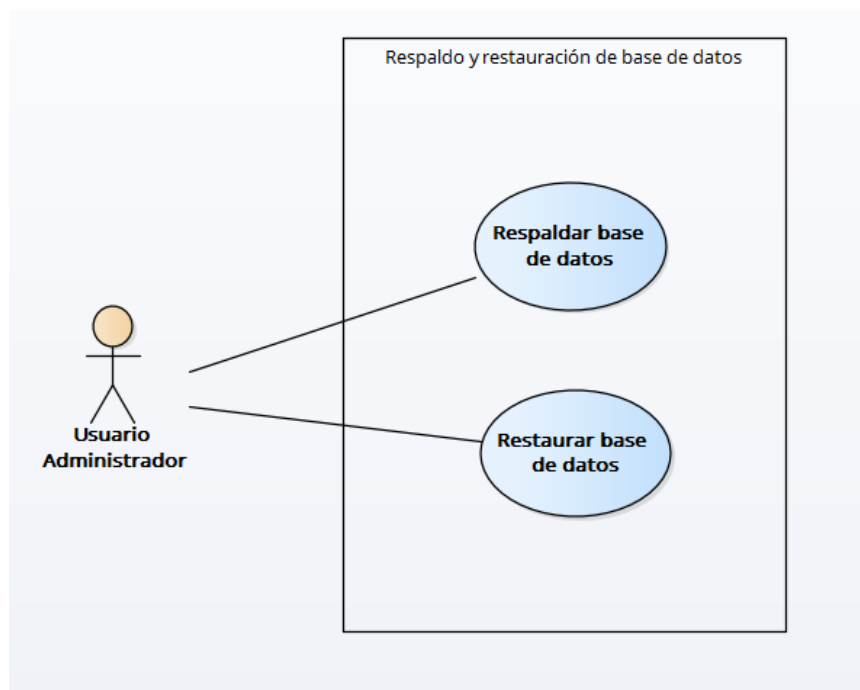 Respaldo y restauración de base de datos
Respaldar base
de datos
Usuario
Administrador
Restaurar base
de datos